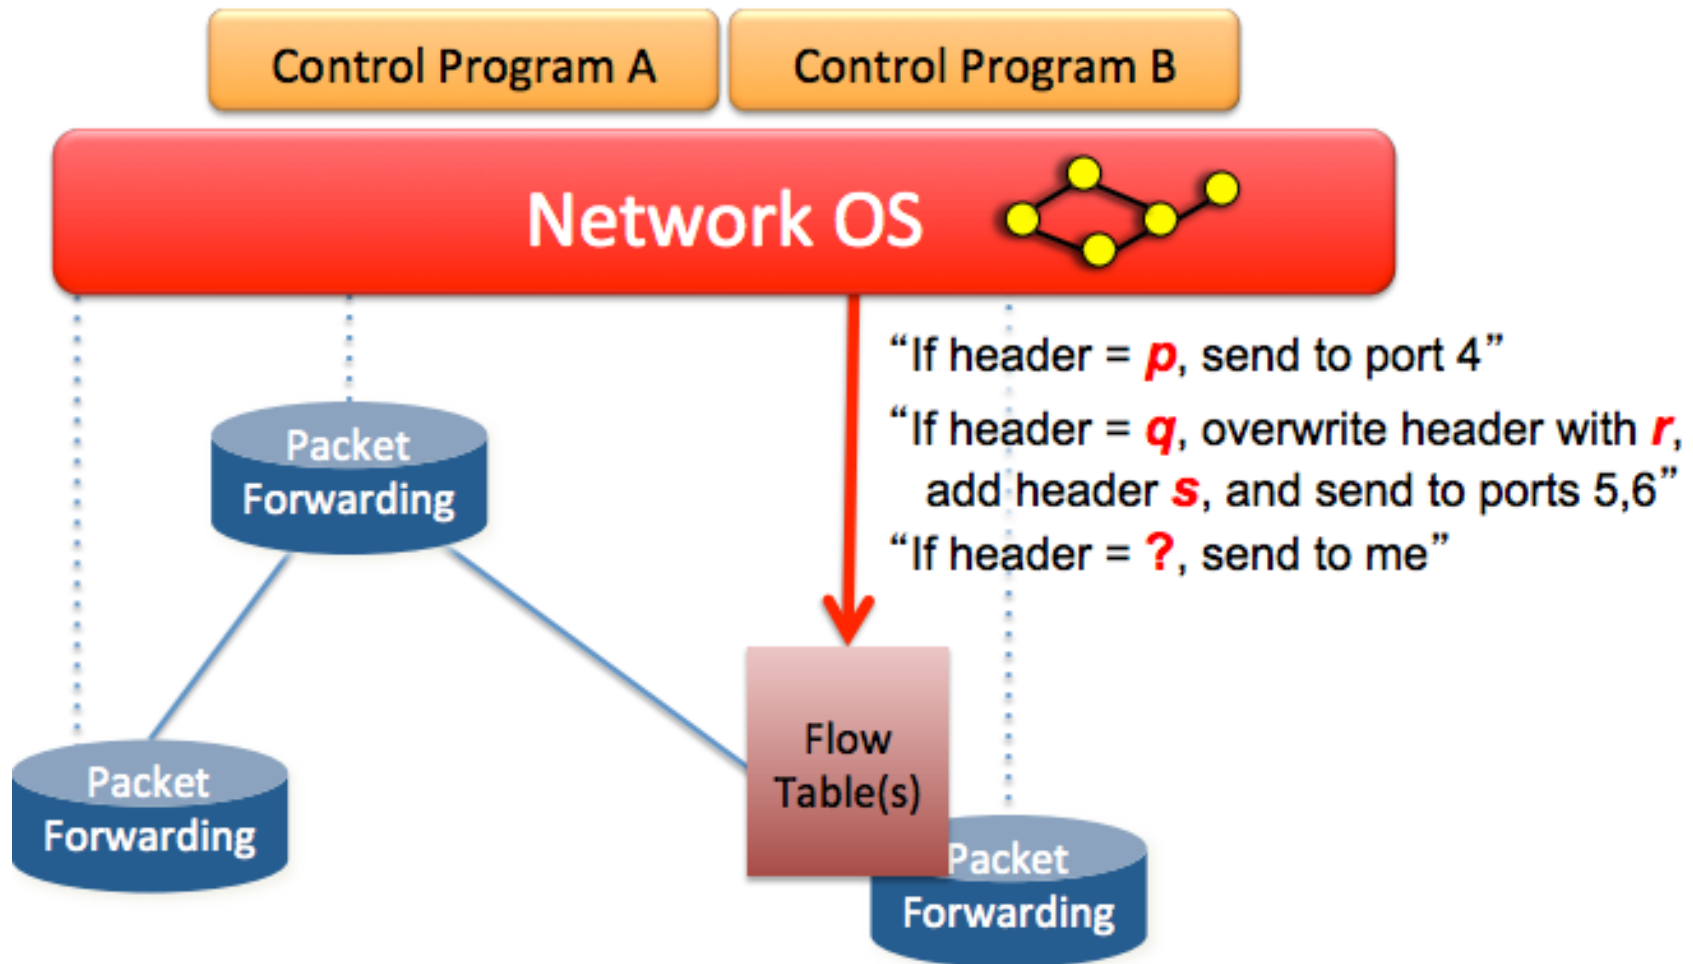 Control Program A
Control Program B
Network OS
“If header = p, send to port 4”
“If header = q, overwrite header with r,
add header s, and send to ports 5,6”
“If header = ?, send to me”
Packet
Forwarding
Flow
Table(s)
Packet
Forwarding
Packet
Forwarding